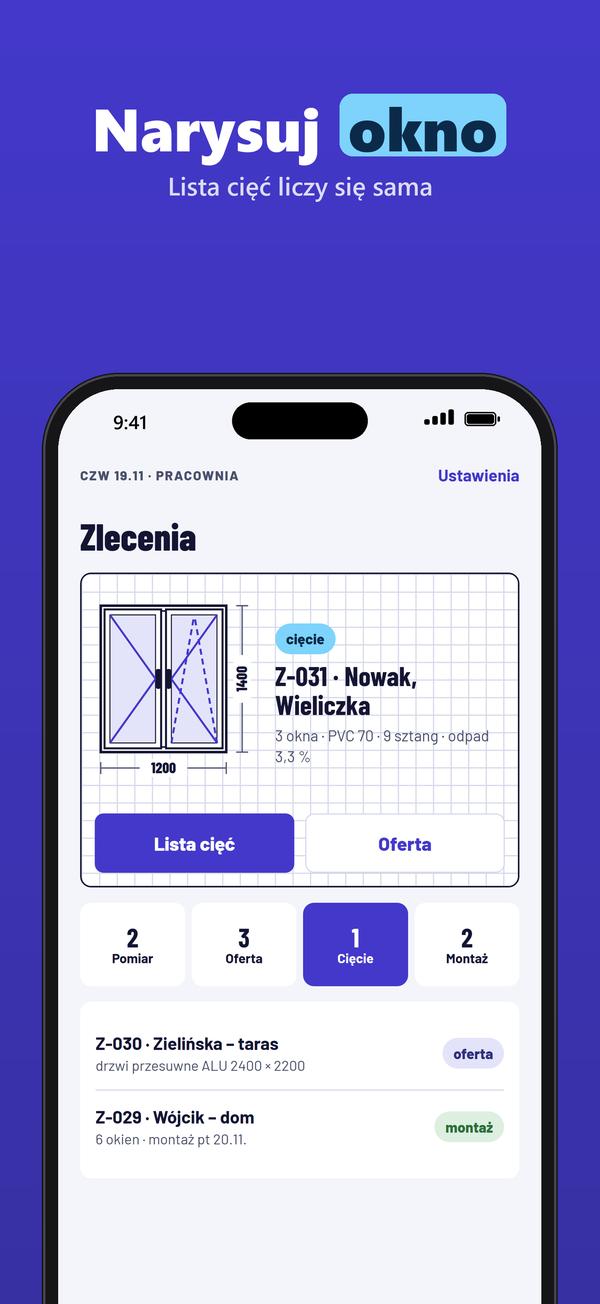 Narysuj okno
Lista cięć liczy się sama
9:41
CZW 19.11 · PRACOWNIA
Ustawienia
Zlecenia
cięcie
Z-031 · Nowak,
Wieliczka
3 okna · PVC 70 · 9 sztang · odpad
3,3 %
1400
1200
Lista cięć
Oferta
2
Pomiar
3
Oferta
1
Cięcie
2
Montaż
Z-030 · Zielińska – taras
drzwi przesuwne ALU 2400 × 2200
oferta
Z-029 · Wójcik – dom
6 okien · montaż pt 20.11.
montaż